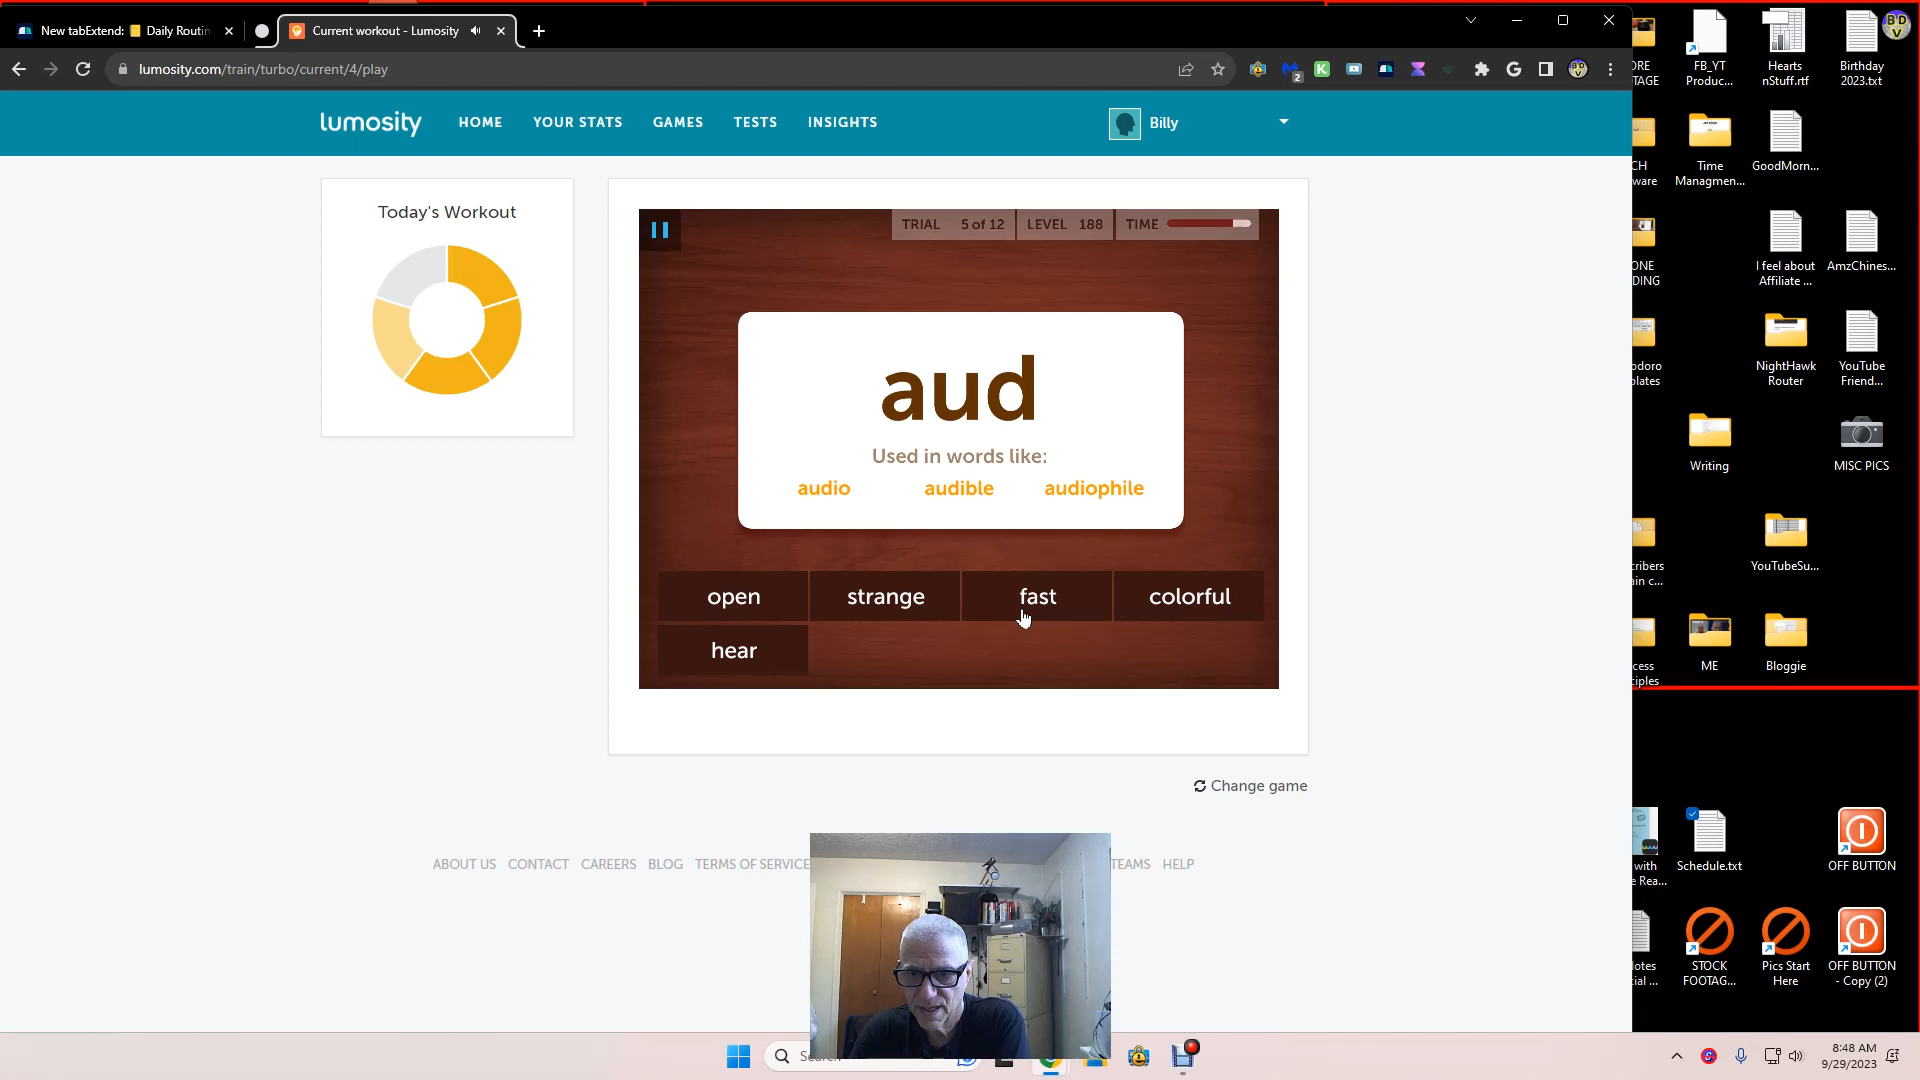 New tabExtend: Daily Routin
Current workout - Lumosity
lumosity.com/train/turbo/current/4/play
2
lumosity
HOME
YOUR STATS
GAMES
TESTS
INSIGHTS
Billy
Today's Workout
TRIAL 5 of 12
LEVEL 188
TIME
aud
Used in words like:
audio audible audiophile
open strange fast colorful
hear
Change game
ABOUT US CONTACT CAREERS BLOG TERMS OF SERVICE
TEAMS HELP
FB_YT
Produc...
Hearts
nStuff.rtf
Birthday
2023.txt
Time
Managmen...
GoodMorn...
I feel about
Affiliate ...
AmzChines...
NightHawk
Router
YouTube
Friend...
Writing
MISC PICS
YouTubeSu...
ME
Bloggie
Schedule.txt
OFF BUTTON
STOCK
FOOTAG...
Pics Start
Here
OFF BUTTON
- Copy (2)
8:48 AM
9/29/2023